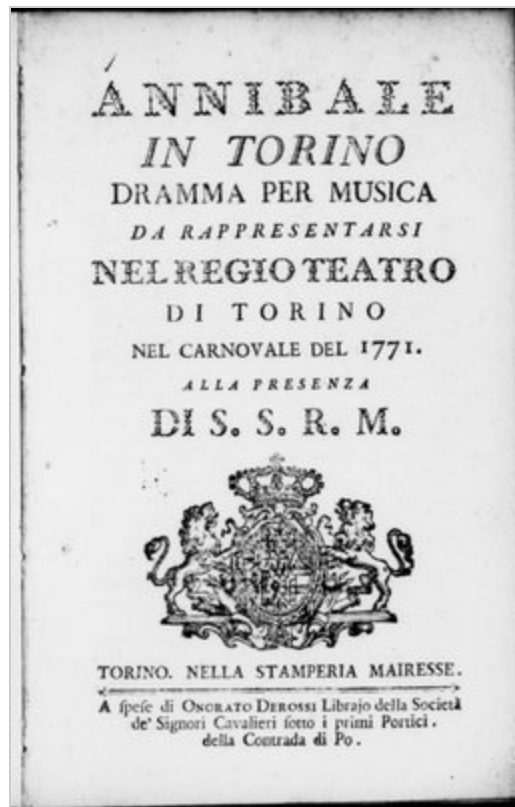 ANNIBALE
IN TORINO
DRAMMA PER MUSICA
DA RAPPRESENTARSI
NEL REGIO TEATRO
DI TORINO
NEL CARNOVALE DEL 1771.
ALLA PRESENZA
DI S. S. R. M.
TORINO. NELLA STAMPERIA MAIRESSE.
A ſpeſe di ONORATO DEROSSI Librajo della Società
de' Signori Cavalieri ſotto i primi Portici,
della Contrada di Po.